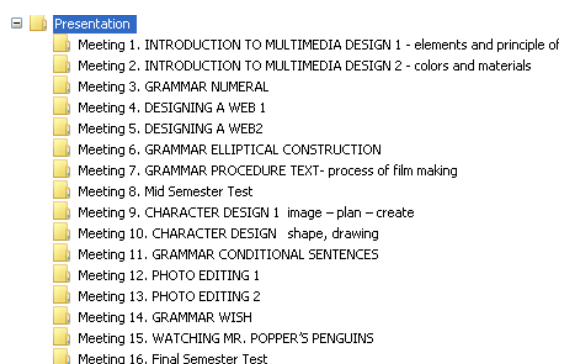 Presentation
Meeting 1. INTRODUCTION TO MULTIMEDIA DESIGN 1 - elements and principle of
Meeting 2. INTRODUCTION TO MULTIMEDIA DESIGN 2 - colors and materials
Meeting 3. GRAMMAR NUMERAL
Meeting 4. DESIGNING A WEB 1
Meeting 5. DESIGNING A WEB2
Meeting 6. GRAMMAR ELLIPTICAL CONSTRUCTION
Meeting 7. GRAMMAR PROCEDURE TEXT- process of film making
Meeting 8. Mid Semester Test
Meeting 9. CHARACTER DESIGN 1 image – plan – create
Meeting 10. CHARACTER DESIGN shape, drawing
Meeting 11. GRAMMAR CONDITIONAL SENTENCES
Meeting 12. PHOTO EDITING 1
Meeting 13. PHOTO EDITING 2
Meeting 14. GRAMMAR WISH
Meeting 15. WATCHING MR. POPPER'S PENGUINS
Meeting 16. Final Semester Test